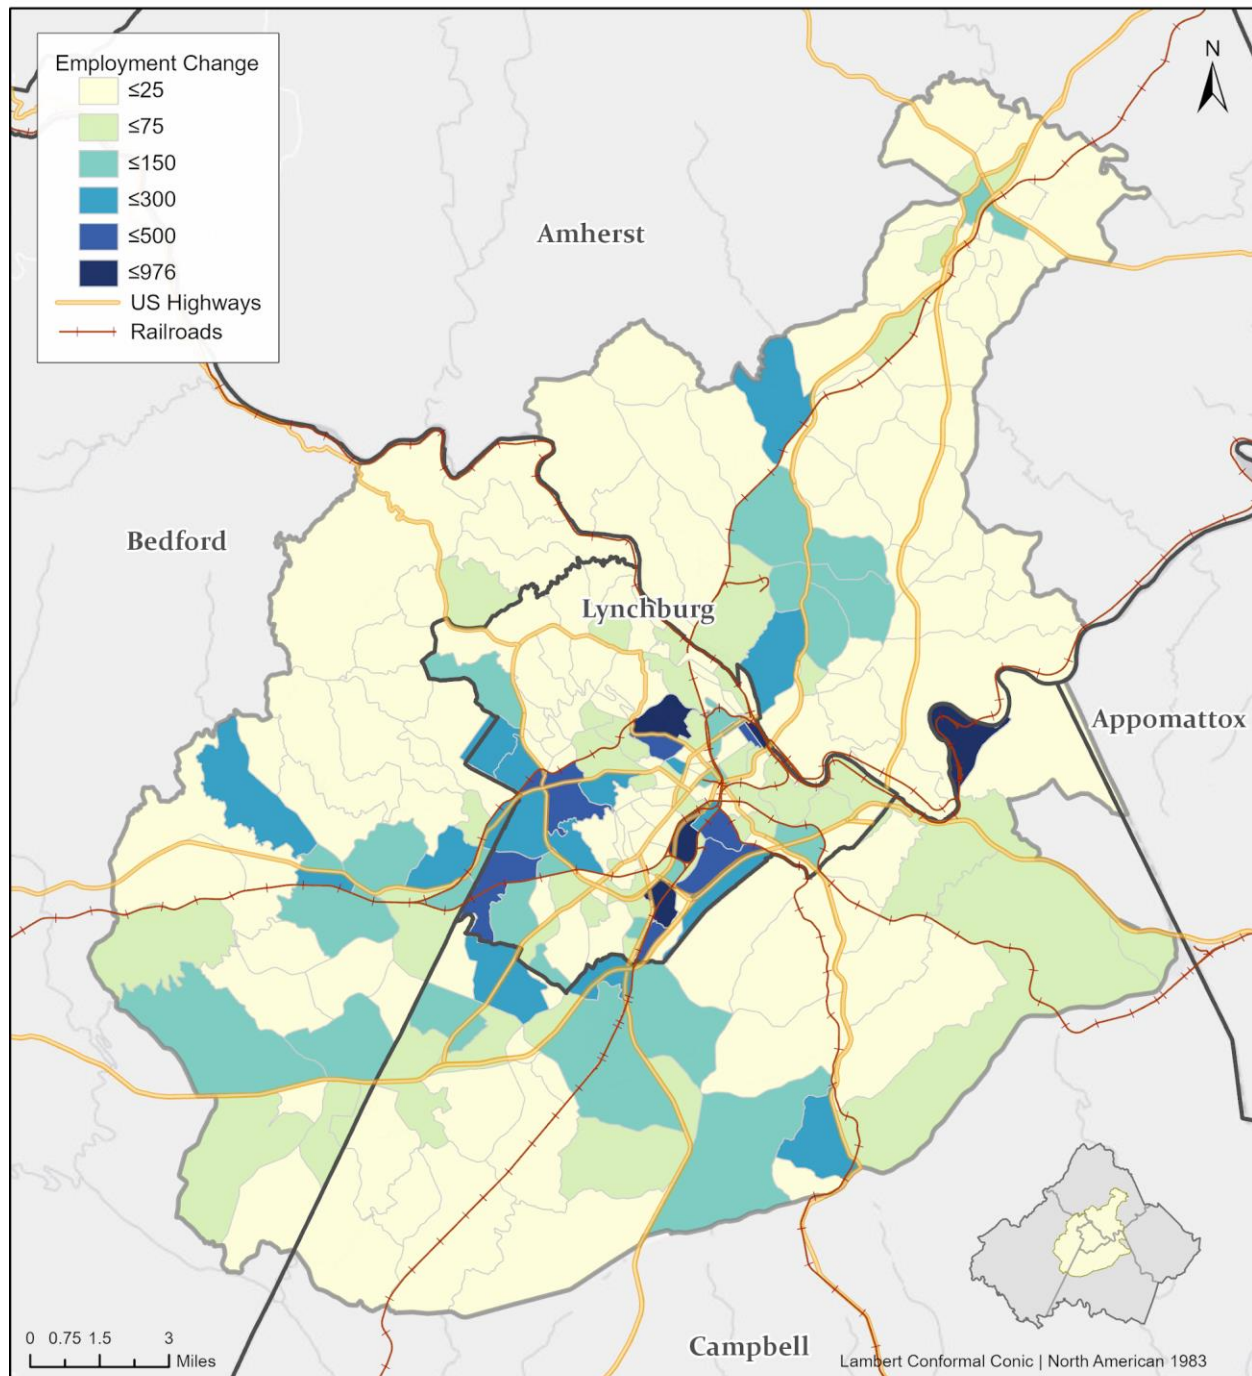 Employment Change
≤25
≤75
≤150
≤300
≤500
≤976
US Highways
Railroads
N
Amherst
Bedford
Lynchburg
Appomattox
Campbell
0 0.75 1.5 3
Miles
Lambert Conformal Conic | North American 1983